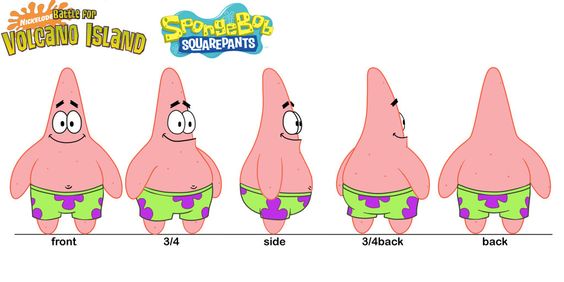 NICKELODEON
Battle For
VOLCANO ISLAND
SpongeBob
SQUAREPANTS
front
3/4
side
3/4back
back